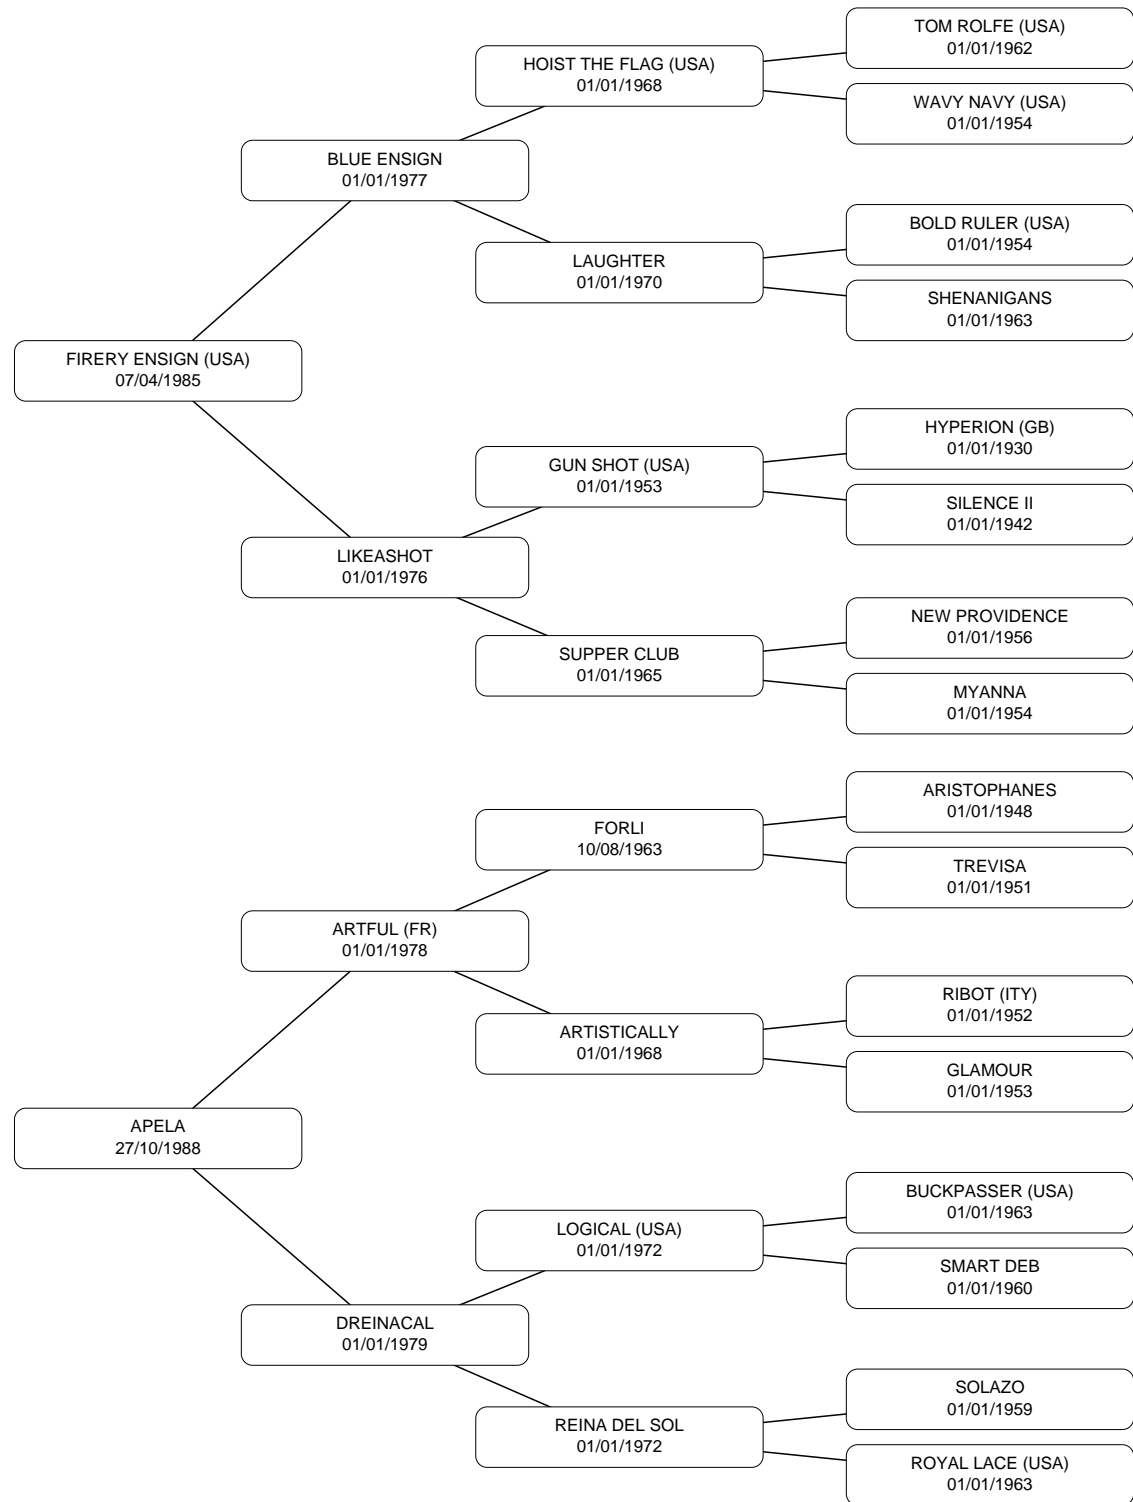 TOM ROLFE (USA)
01/01/1962
HOIST THE FLAG (USA)
01/01/1968
WAVY NAVY (USA)
01/01/1954
BLUE ENSIGN
01/01/1977
BOLD RULER (USA)
01/01/1954
LAUGHTER
01/01/1970
SHENANIGANS
01/01/1963
FIRERY ENSIGN (USA)
07/04/1985
HYPERION (GB)
01/01/1930
GUN SHOT (USA)
01/01/1953
SILENCE II
01/01/1942
LIKEASHOT
01/01/1976
NEW PROVIDENCE
01/01/1956
SUPPER CLUB
01/01/1965
MYANNA
01/01/1954
ARISTOPHANES
01/01/1948
FORLI
10/08/1963
TREVISA
01/01/1951
ARTFUL (FR)
01/01/1978
RIBOT (ITY)
01/01/1952
ARTISTICALLY
01/01/1968
GLAMOUR
01/01/1953
APELA
27/10/1988
BUCKPASSER (USA)
01/01/1963
LOGICAL (USA)
01/01/1972
SMART DEB
01/01/1960
DREINACAL
01/01/1979
SOLAZO
01/01/1959
REINA DEL SOL
01/01/1972
ROYAL LACE (USA)
01/01/1963